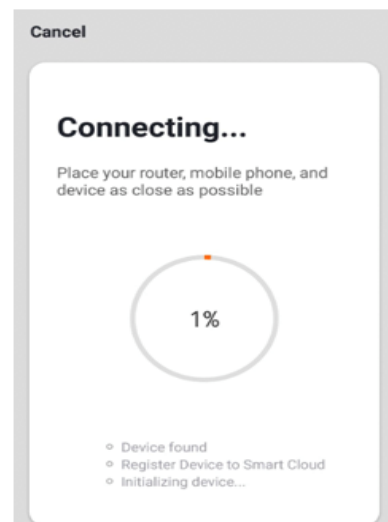 Cancel
Connecting...
Place your router, mobile phone, and
device as close as possible
1%
Device found
Register Device to Smart Cloud
Initializing device...